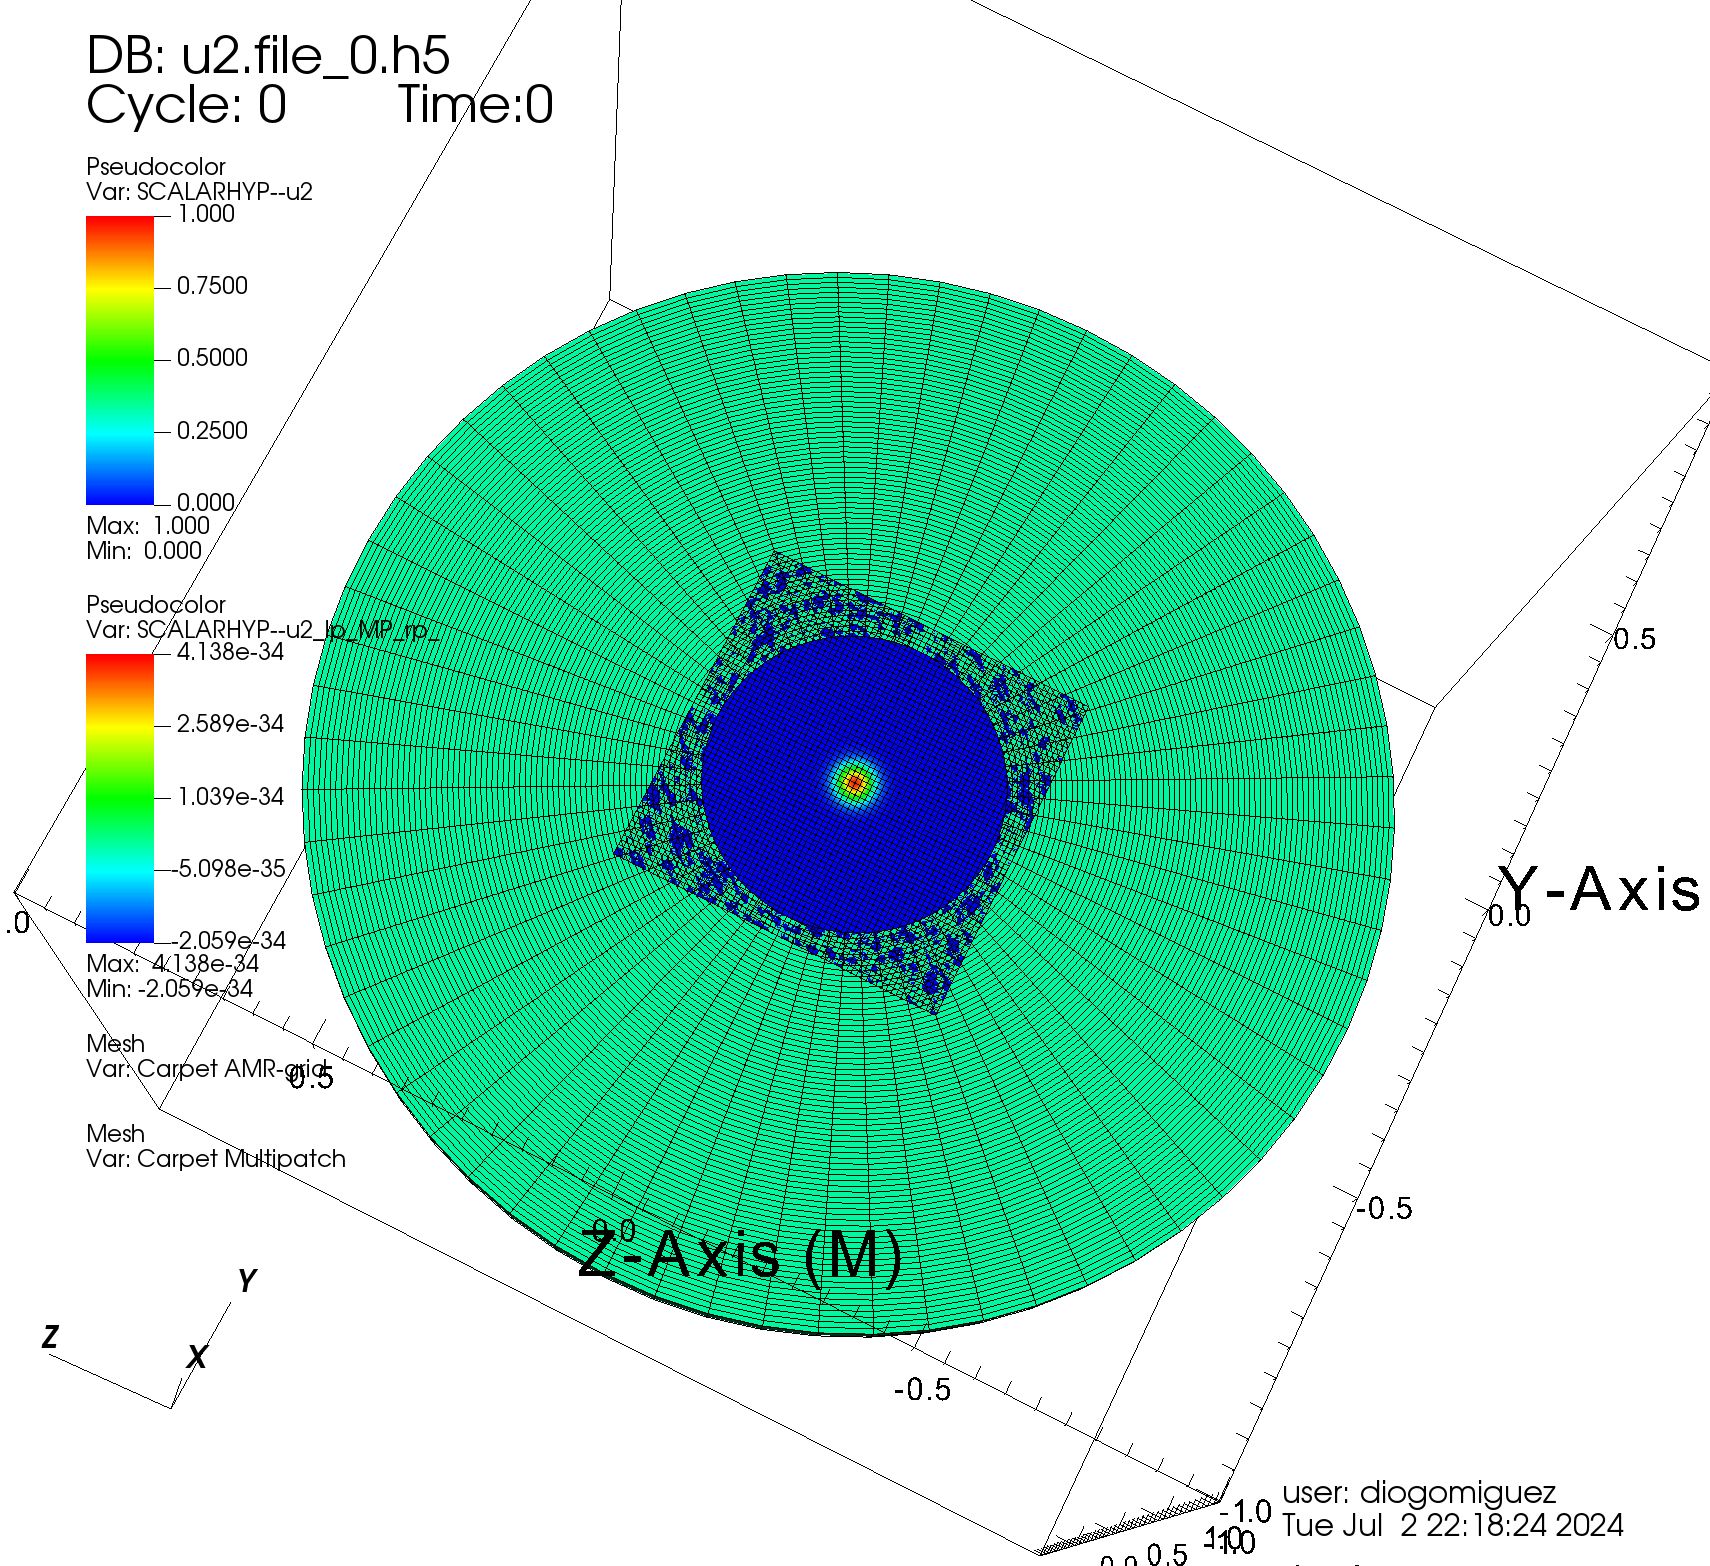 DB: u2.file_0.h5
Cycle: 0 Time:0
Pseudocolor
Var: SCALARHYP--u2
1.000
0.7500
0.5000
0.2500
0.000
Max: 1.000
Min: 0.000
Pseudocolor
Var: SCALARHYP--u2_lp_MP_rp_
4.138e-34
2.589e-34
1.039e-34
-5.098e-35
-2.059e-34
Max: 4.138e-34
Min: -2.059e-34
Mesh
Var: Carpet AMR-grid
Mesh
Var: Carpet Multipatch
.0
0.5
0.0
Z-Axis (M)
-0.5
0.5
Y-Axis
0.0
-0.5
-1.0
0.5
Y
Z
X
user: diogomiguez
Tue Jul 2 22:18:24 2024